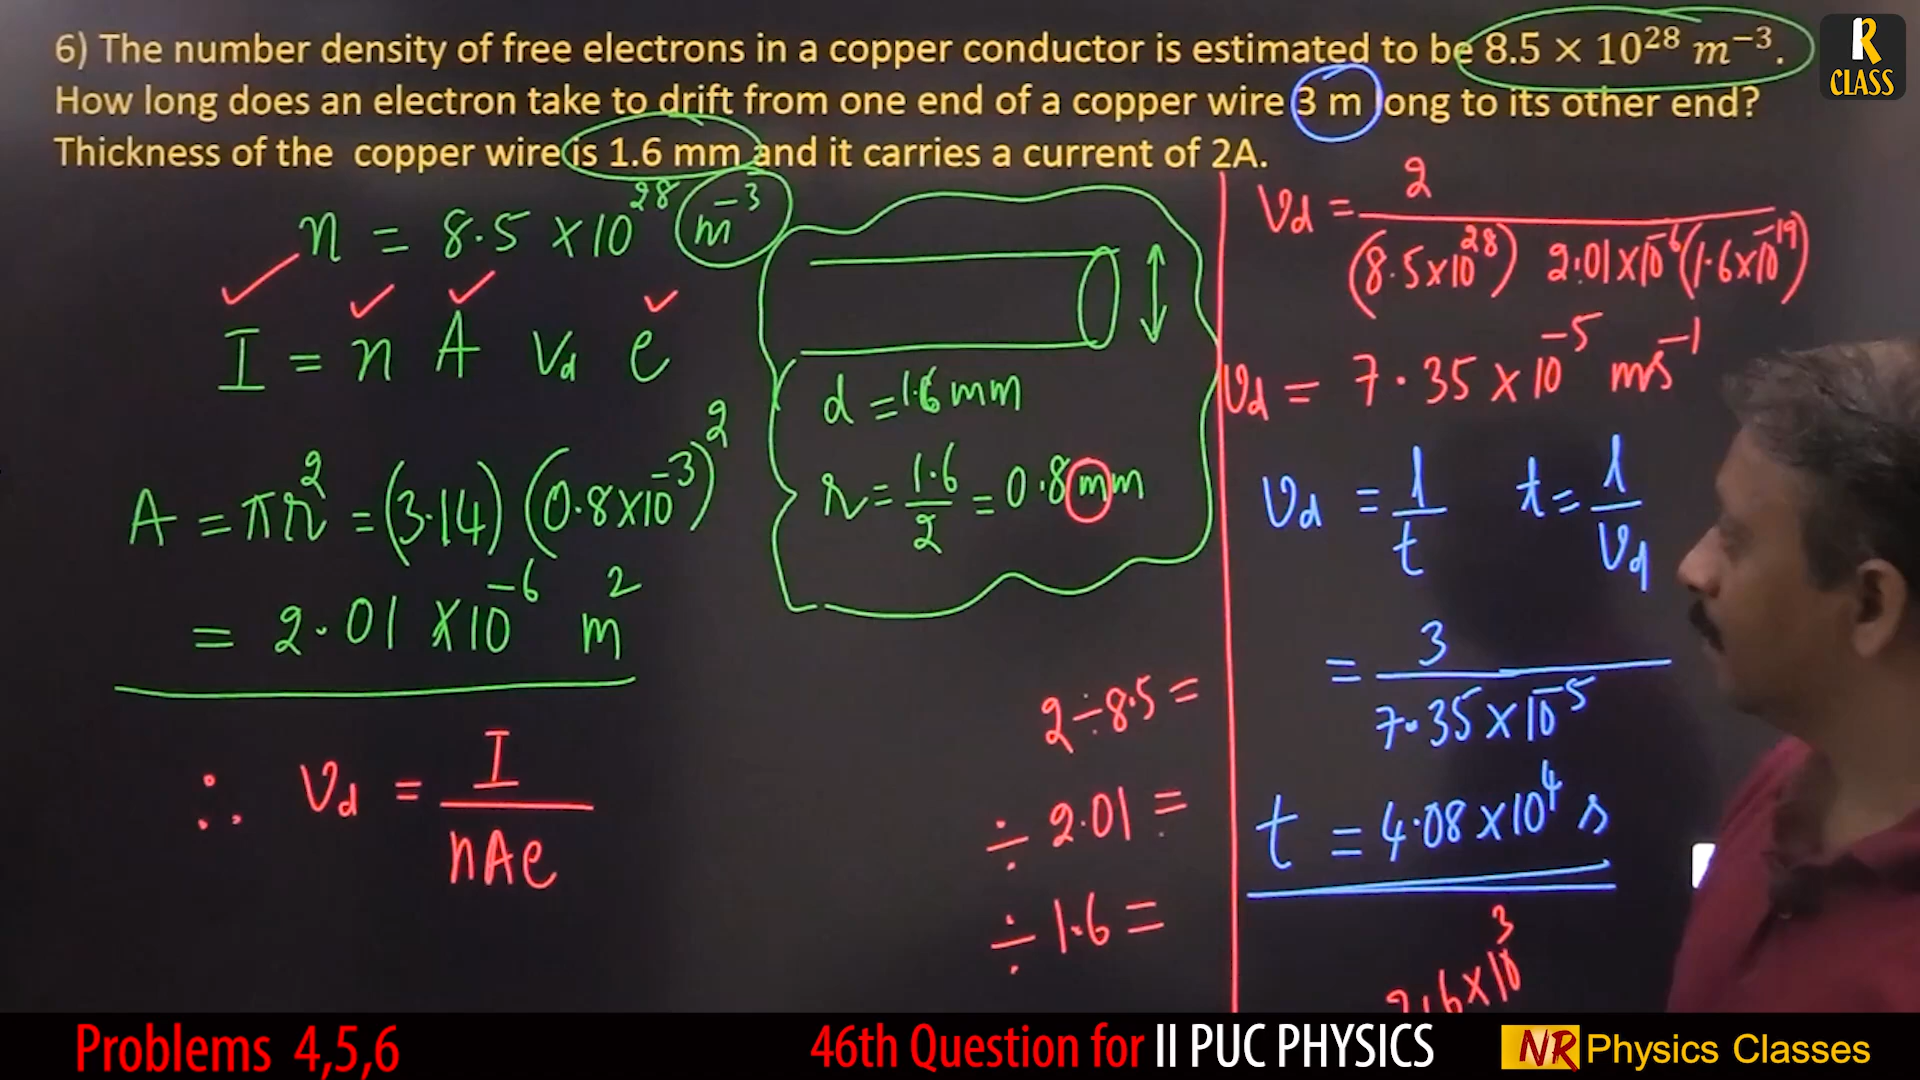 6) The number density of free electrons in a copper conductor is estimated to be 8.5 × 10²⁸ m⁻³.
How long does an electron take to drift from one end of a copper wire 3 m long to its other end?
Thickness of the copper wire is 1.6 mm and it carries a current of 2A.
R
CLASS
n = 8.5 ×10²⁸ m⁻³
I = n A vd e
A = πr² = (3.14) (0.8×10⁻³)²
= 2.01 ×10⁻⁶ m²
∴ vd = I/nAe
d = 1.6 mm
r = 1.6/2 = 0.8 mm
2÷8.5 =
÷ 2.01 =
÷ 1.6 =
vd = 2/(8.5×10²⁸) 2.01×10⁻⁶(1.6×10⁻¹⁹)
vd = 7.35 ×10⁻⁵ ms⁻¹
vd = l/t t = l/vd
= 3/7.35×10⁻⁵
t = 4.08×10⁴ s
.6×10³
Problems 4,5,6
46th Question for II PUC PHYSICS
NR Physics Classes